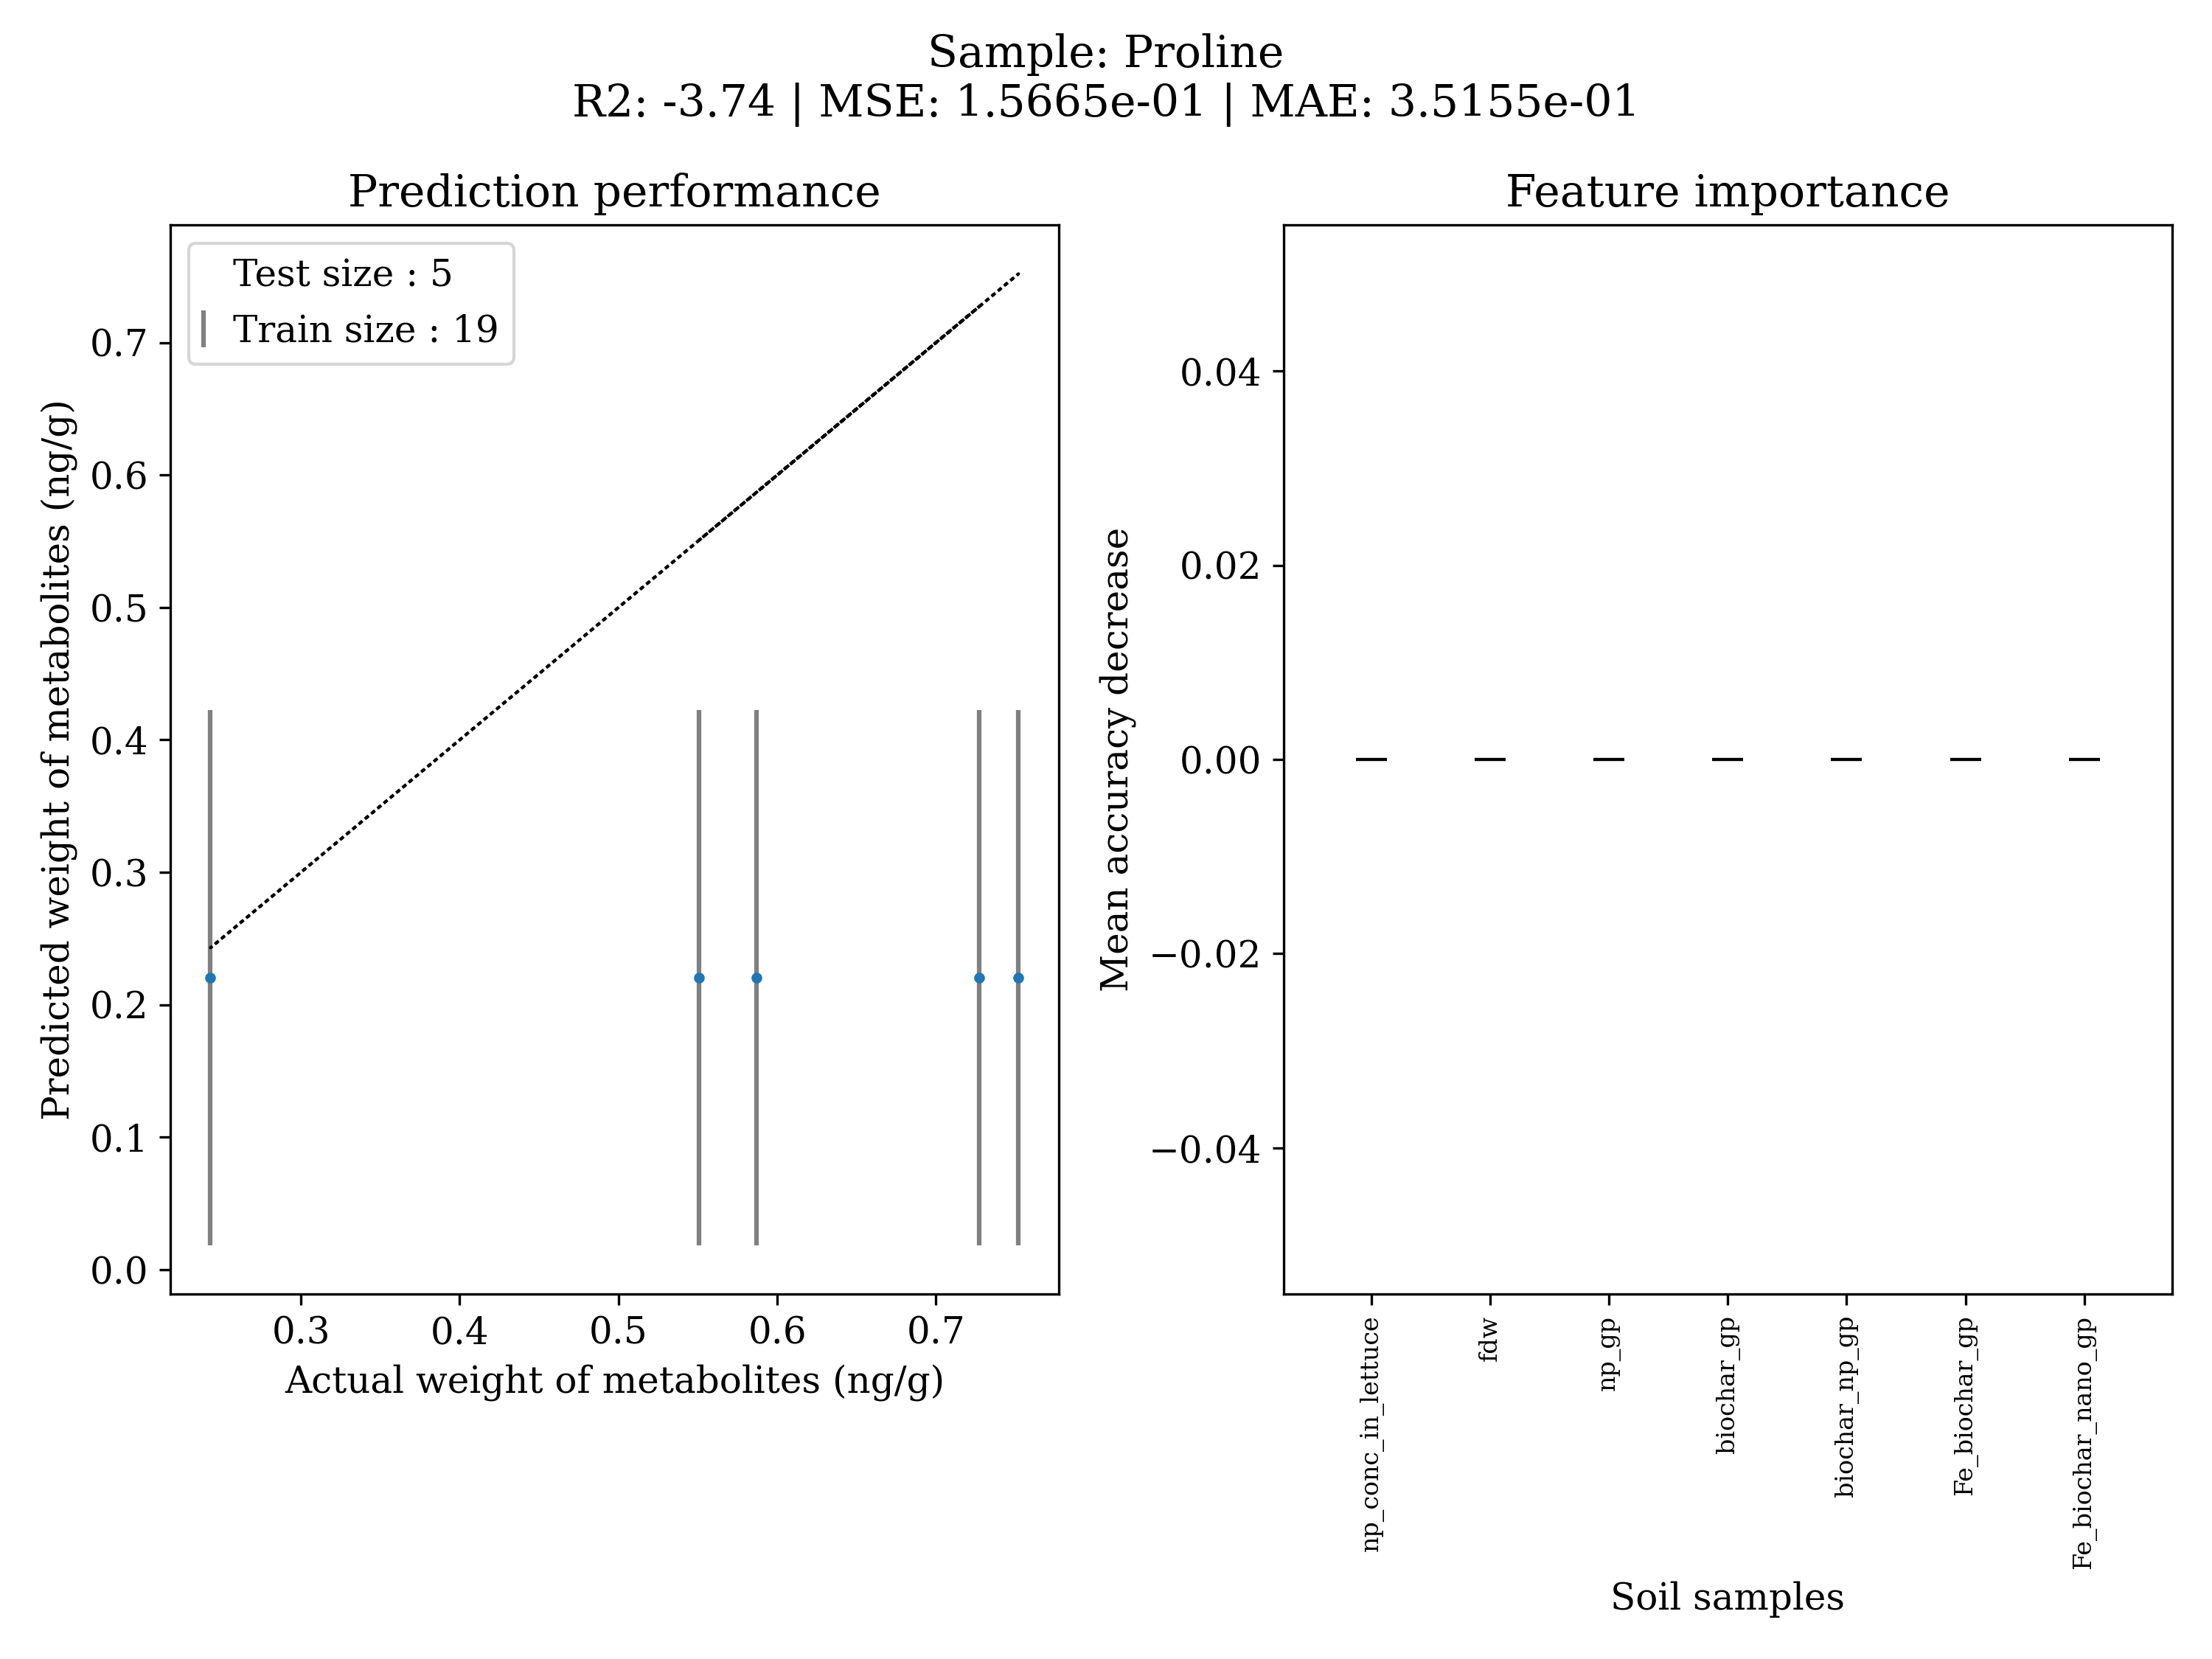 Sample: Proline
R2: -3.74 | MSE: 1.5665e-01 | MAE: 3.5155e-01
Prediction performance
Test size : 5
Train size : 19
0.7
0.6
0.5
0.4
0.3
0.2
0.1
0.0
Predicted weight of metabolites (ng/g)
0.3
0.4
0.5
0.6
0.7
Actual weight of metabolites (ng/g)
Feature importance
0.04
0.02
0.00
−0.02
−0.04
Mean accuracy decrease
np_conc_in_lettuce
fdw
np_gp
biochar_gp
biochar_np_gp
Fe_biochar_gp
Fe_biochar_nano_gp
Soil samples